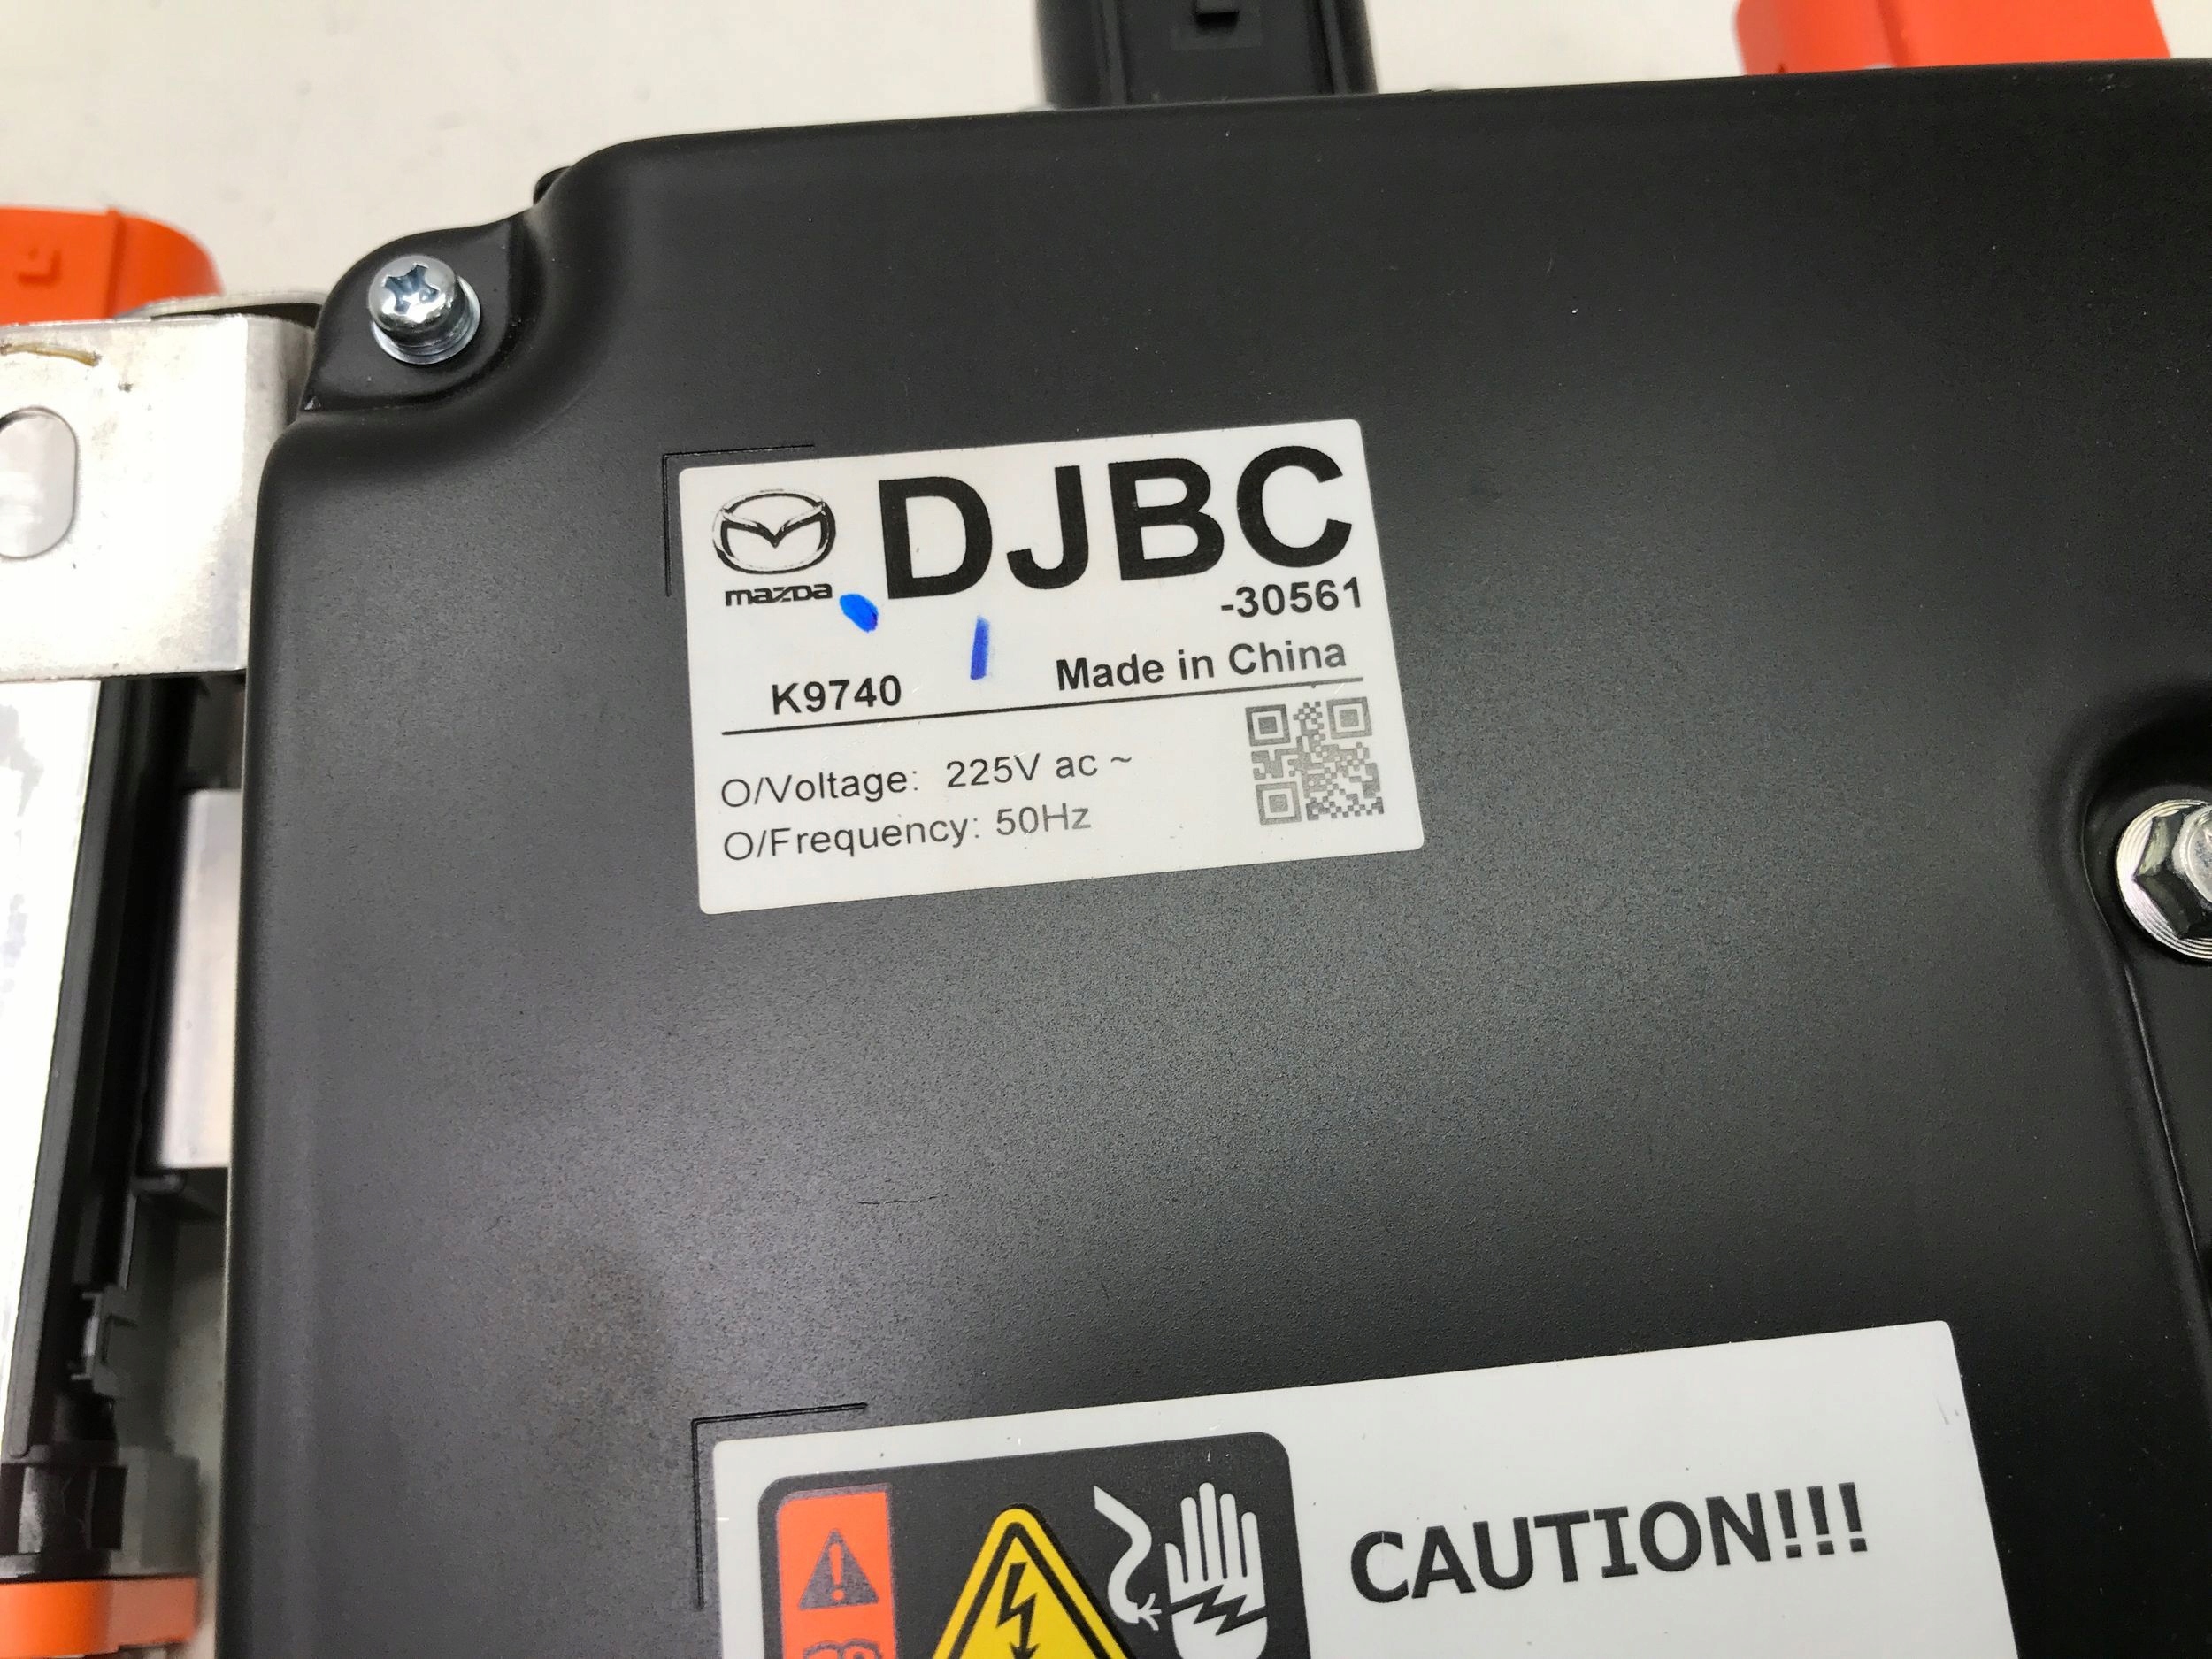 DJBC
mazda
-30561
K9740
Made in China
O/Voltage: 225V ac ~
O/Frequency: 50Hz
CAUTION!!!